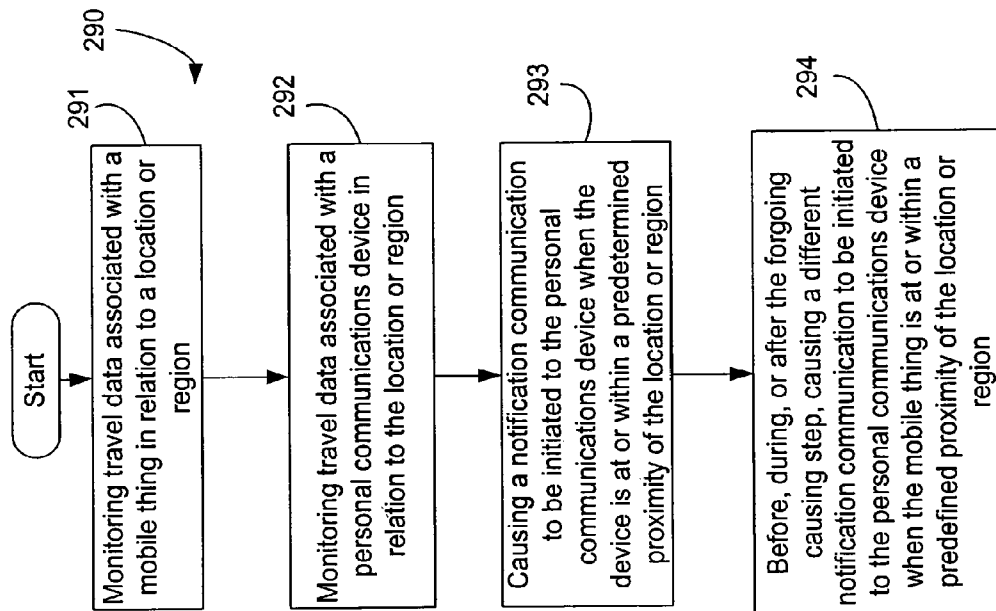 290
Start
291
Monitoring travel data associated with a
mobile thing in relation to a location or
region
292
Monitoring travel data associated with a
personal communications device in
relation to the location or region
293
Causing a notification communication
to be initiated to the personal
communications device when the
device is at or within a predetermined
proximity of the location or region
294
Before, during, or after the forgoing
causing step, causing a different
notification communication to be initiated
to the personal communications device
when the mobile thing is at or within a
predefined proximity of the location or
region